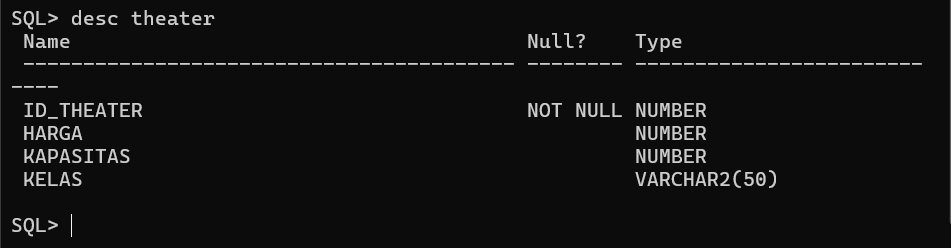 SQL> desc theater
Name Null? Type
----------------------------------------- -------- ------------------------
----
ID_THEATER NOT NULL NUMBER
HARGA NUMBER
KAPASITAS NUMBER
KELAS VARCHAR2(50)
SQL>